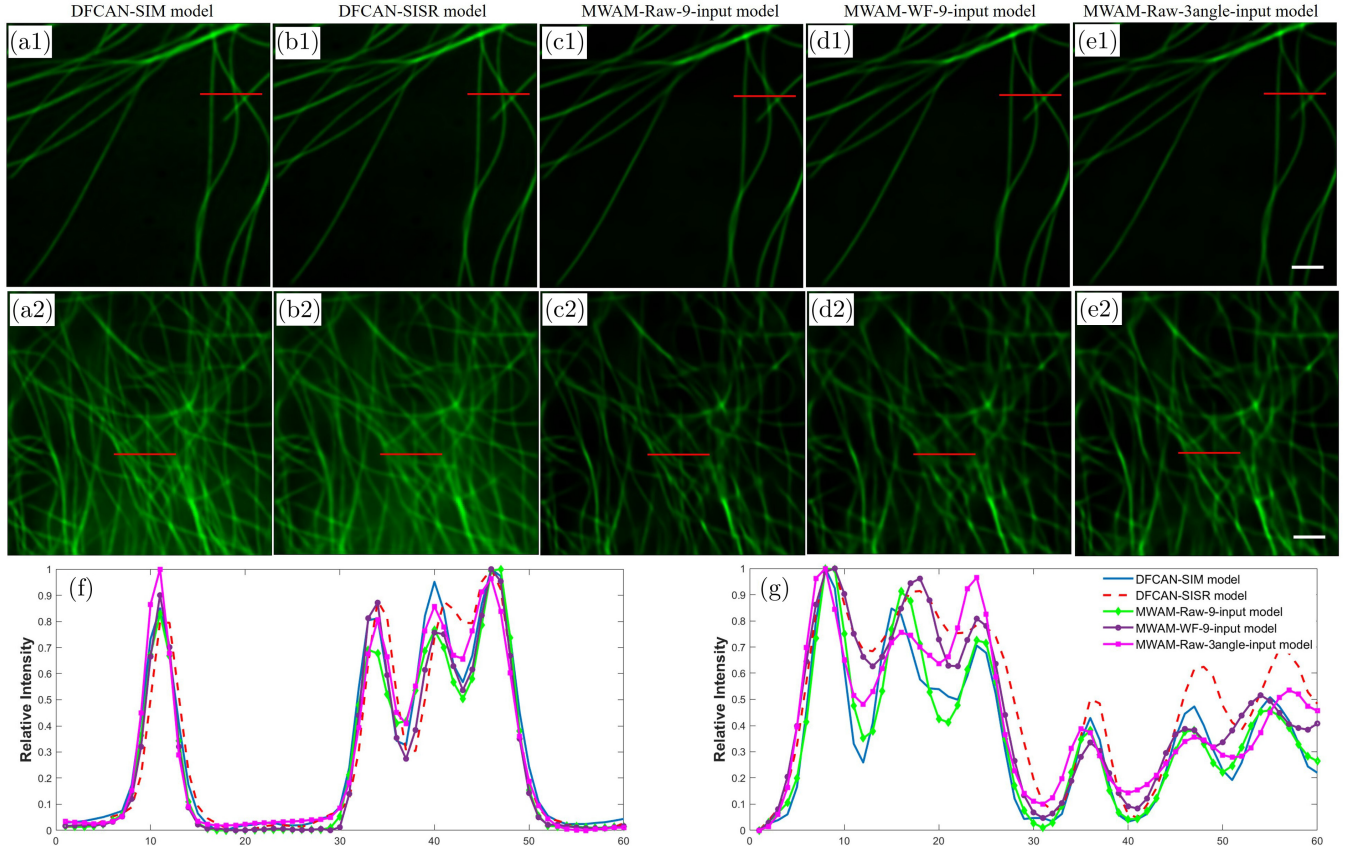 DFCAN-SIM model DFCAN-SISR model MWAM-Raw-9-input model MWAM-WF-9-input model MWAM-Raw-3angle-input model
(a1) (b1) (c1) (d1) (e1)
(a2) (b2) (c2) (d2) (e2)
(f)
Relative Intensity
1
0.9
0.8
0.7
0.6
0.5
0.4
0.3
0.2
0.1
0
0 10 20 30 40 50 60
(g)
Relative Intensity
1
0.9
0.8
0.7
0.6
0.5
0.4
0.3
0.2
0.1
0
0 10 20 30 40 50 60
DFCAN-SIM model
DFCAN-SISR model
MWAM-Raw-9-input model
MWAM-WF-9-input model
MWAM-Raw-3angle-input model